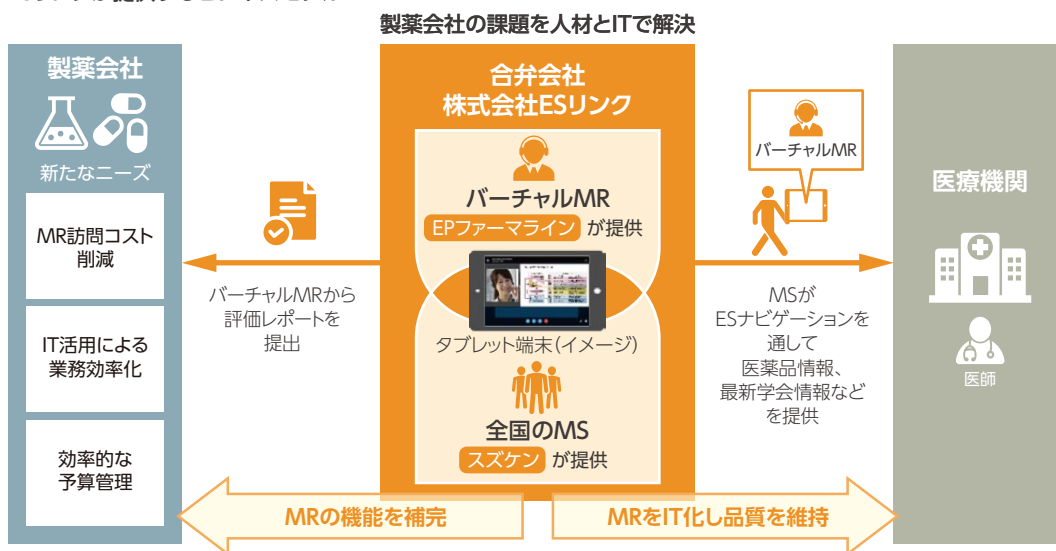 製薬会社の課題を人材とITで解決
製薬会社
新たなニーズ
MR訪問コスト
削減
IT活用による
業務効率化
効率的な
予算管理
バーチャルMRから
評価レポートを
提出
合弁会社
株式会社ESリンク
バーチャルMR
EPファーマライン が提供
タブレット端末(イメージ)
全国のMS
スズケン が提供
バーチャルMR
MSが
ESナビゲーションを
通して
医薬品情報、
最新学会情報など
を提供
医療機関
医師
MRの機能を補完
MRをIT化し品質を維持